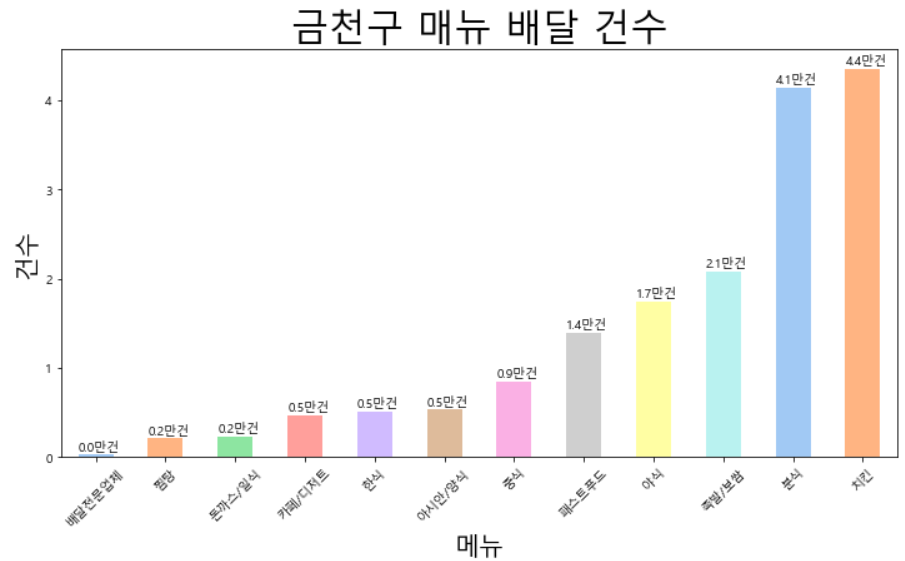 금천구 매뉴 배달 건수
건수
4
3
2
1
0
0.0만건
0.2만건
0.2만건
0.5만건
0.5만건
0.5만건
0.9만건
1.4만건
1.7만건
2.1만건
4.1만건
4.4만건
배달전문업체
찜탕
돈까스/일식
카페/디저트
한식
아시안/양식
중식
패스트푸드
야식
족발/보쌈
분식
치킨
메뉴